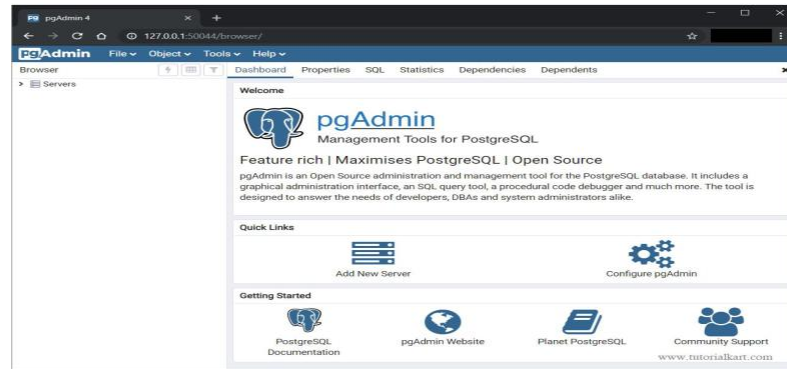 pgAdmin 4
127.0.0.1:50044/browser/
pgAdmin File Object Tools Help
Browser
Dashboard Properties SQL Statistics Dependencies Dependents
Servers
Welcome
pgAdmin
Management Tools for PostgreSQL
Feature rich | Maximises PostgreSQL | Open Source
pgAdmin is an Open Source administration and management tool for the PostgreSQL database. It includes a
graphical administration interface, an SQL query tool, a procedural code debugger and much more. The tool is
designed to answer the needs of developers, DBAs and system administrators alike.
Quick Links
Add New Server
Configure pgAdmin
Getting Started
PostgreSQL
Documentation
pgAdmin Website
Planet PostgreSQL
Community Support
www.tutorialkart.com